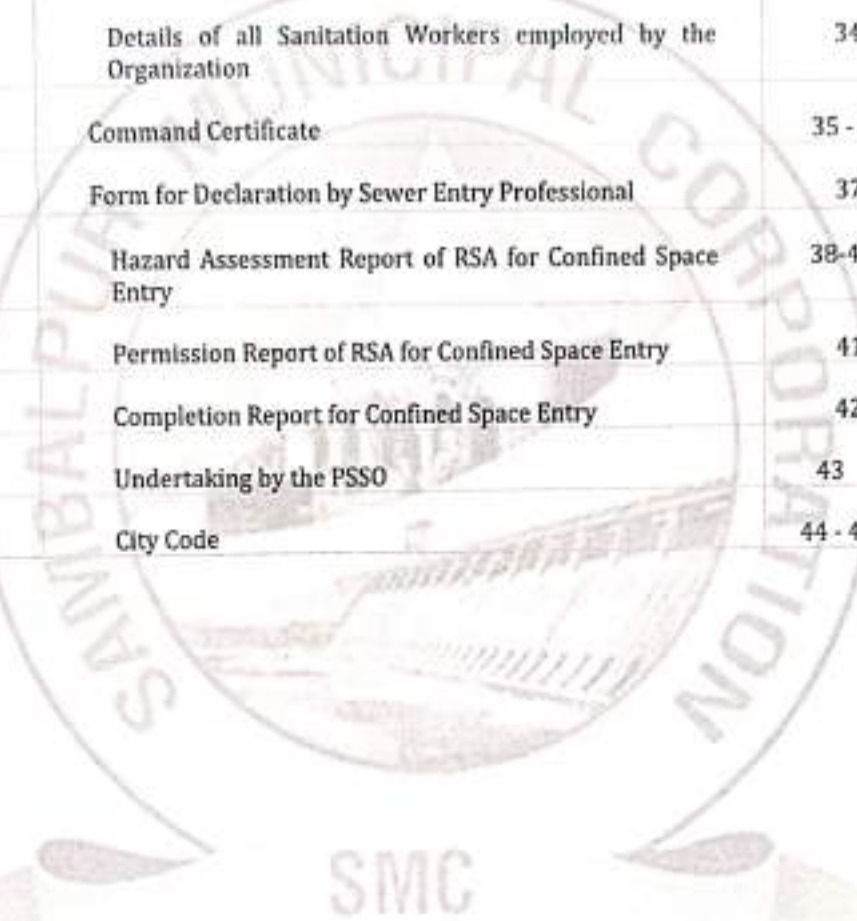 Details of all Sanitation Workers employed by the 34
Organization
Command Certificate 35 -
Form for Declaration by Sewer Entry Professional 37
Hazard Assessment Report of RSA for Confined Space 38-4
Entry
Permission Report of RSA for Confined Space Entry 41
Completion Report for Confined Space Entry 42
Undertaking by the PSSO 43
City Code 44 - 4
SAMBALPUR MUNICIPAL CORPORATION
SMC